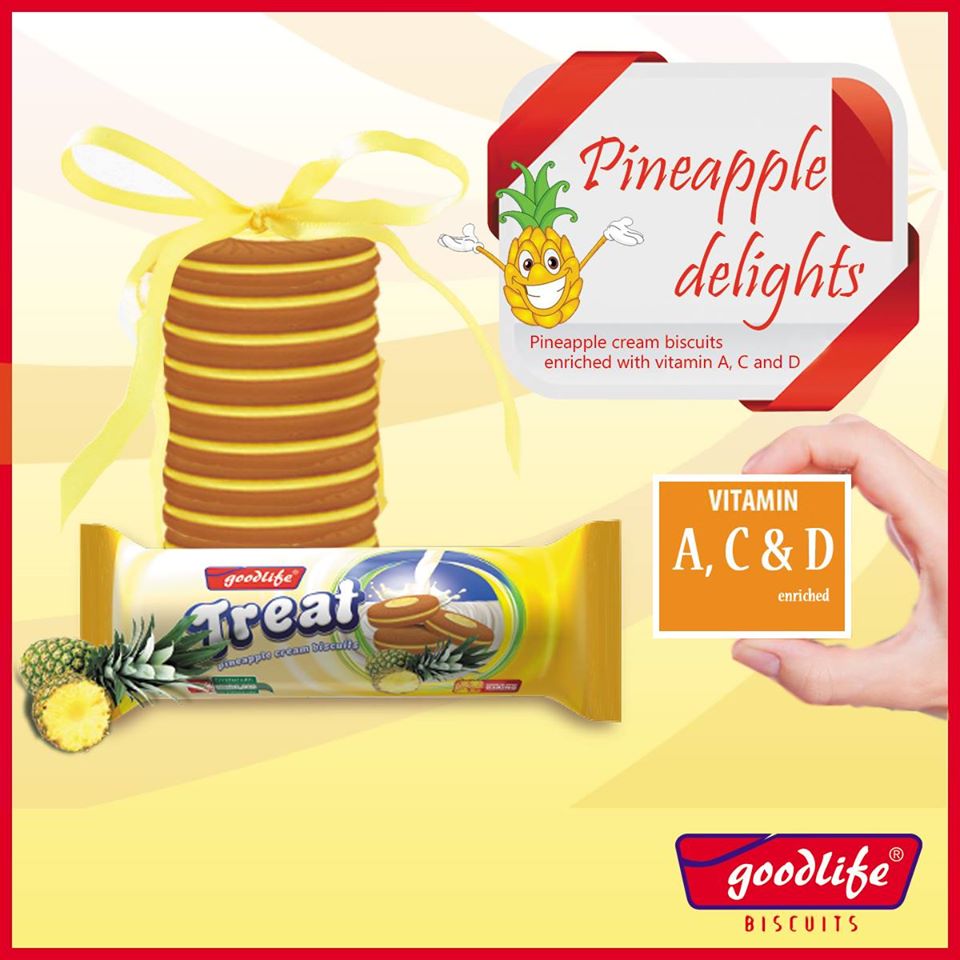 Pineapple
delights
Pineapple cream biscuits
enriched with vitamin A, C and D
VITAMIN
A, C & D
enriched
goodlife®
Treat
pineapple cream biscuits
goodlife®
BISCUITS